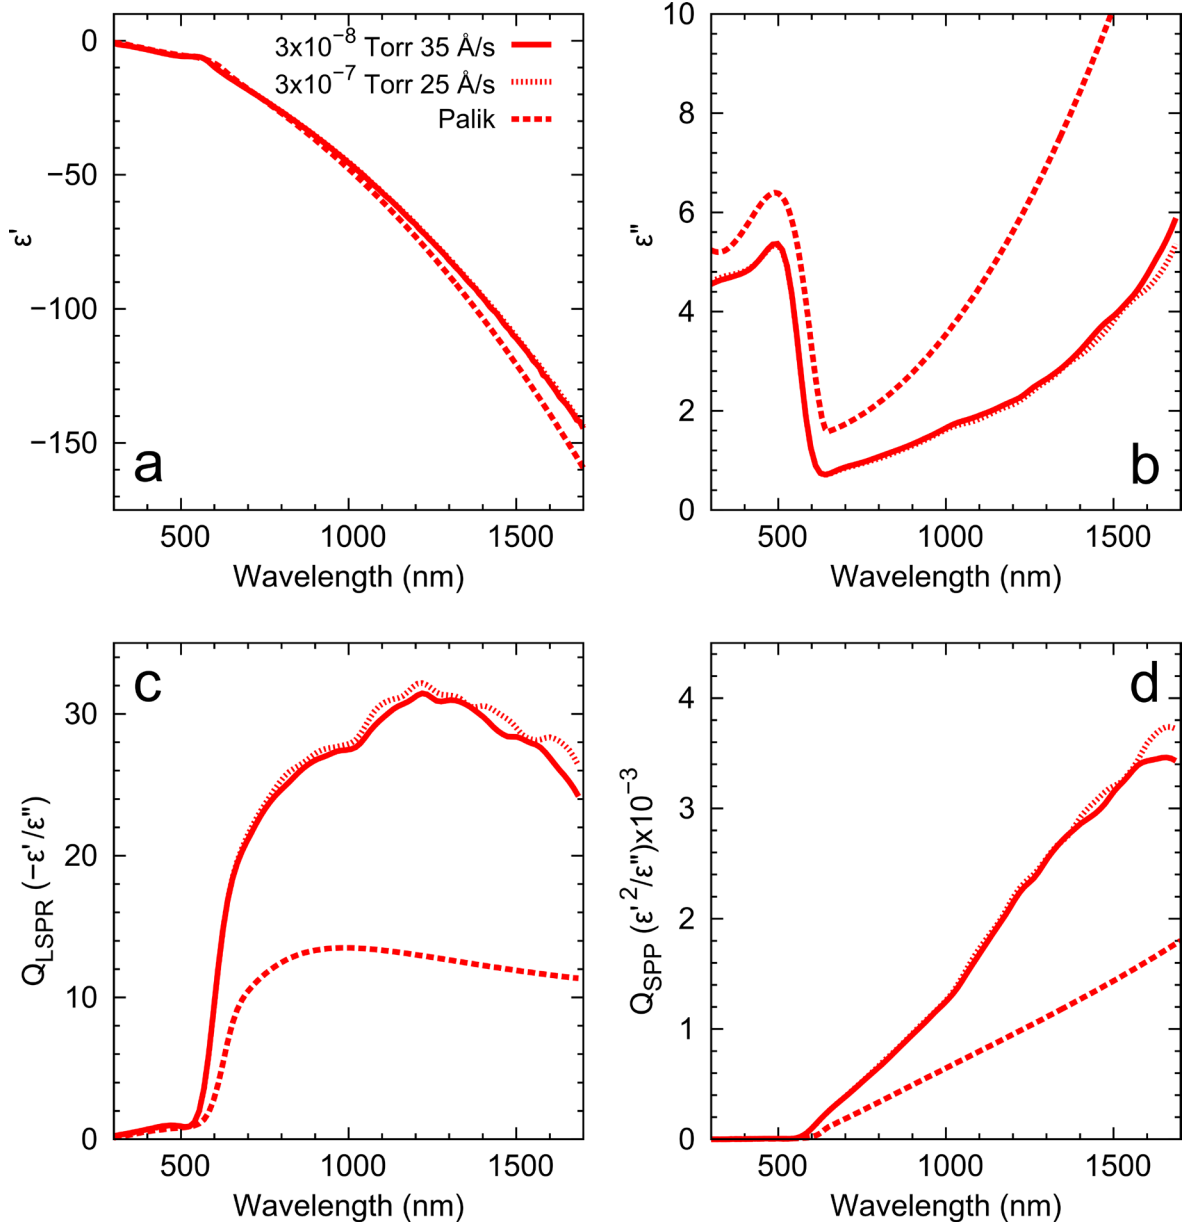 0
−50
−100
−150
ε'
3x10⁻⁸ Torr 35 Å/s
3x10⁻⁷ Torr 25 Å/s
Palik
a
500
1000
1500
Wavelength (nm)
10
8
6
4
2
0
ε"
b
500
1000
1500
Wavelength (nm)
30
20
10
0
Q_LSPR (−ε'/ε")
c
500
1000
1500
Wavelength (nm)
4
3
2
1
0
Q_SPP (ε'²/ε")x10⁻³
d
500
1000
1500
Wavelength (nm)